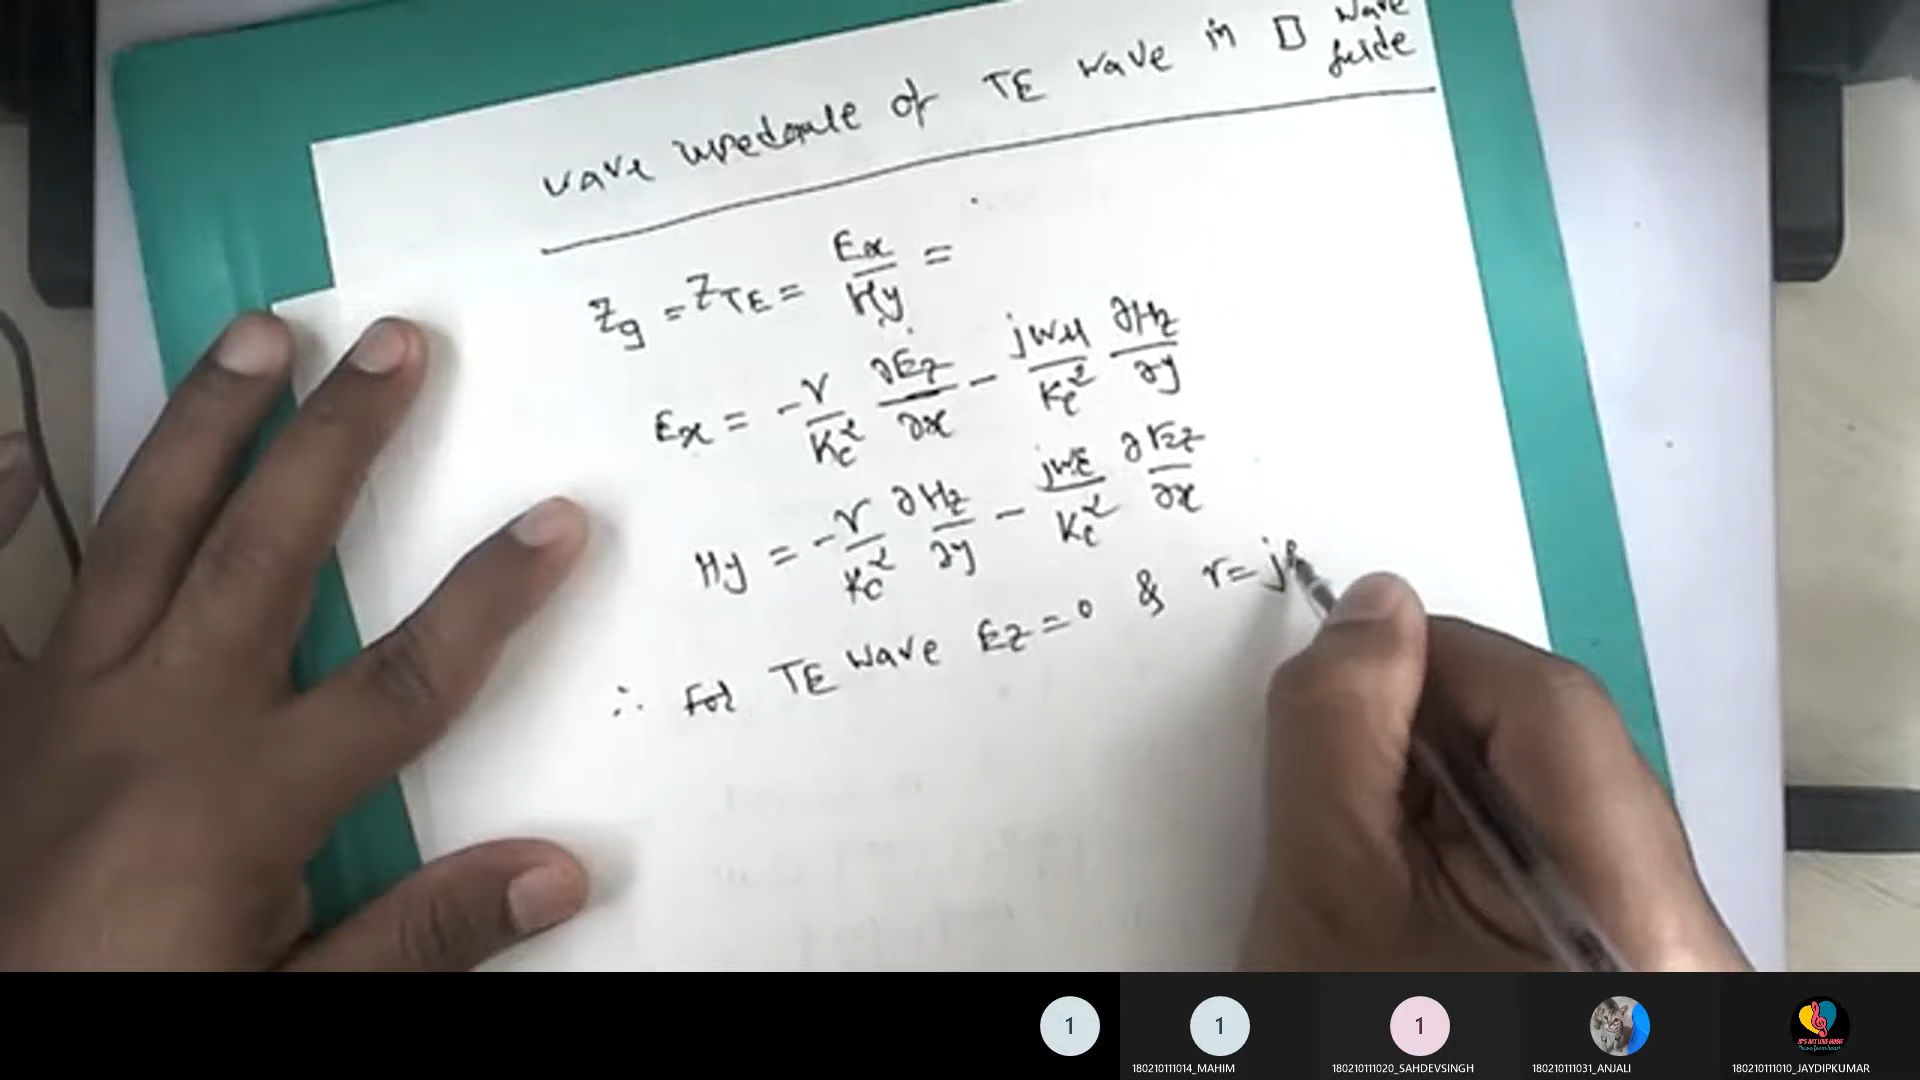 wave impedance of TE wave in ▯ wave guide
Zg = ZTE = Ex/Hy =
Ex = -γ/Kc² ∂Ez/∂x - jωμ/Kc² ∂Hz/∂y
Hy = -γ/Kc² ∂Hz/∂y - jωε/Kc² ∂Ez/∂x
∴ For TE wave Ez=0 & γ= jβ
1
1
1
180210111014_MAHIM
180210111020_SAHDEVSINGH
180210111031_ANJALI
180210111010_JAYDIPKUMAR